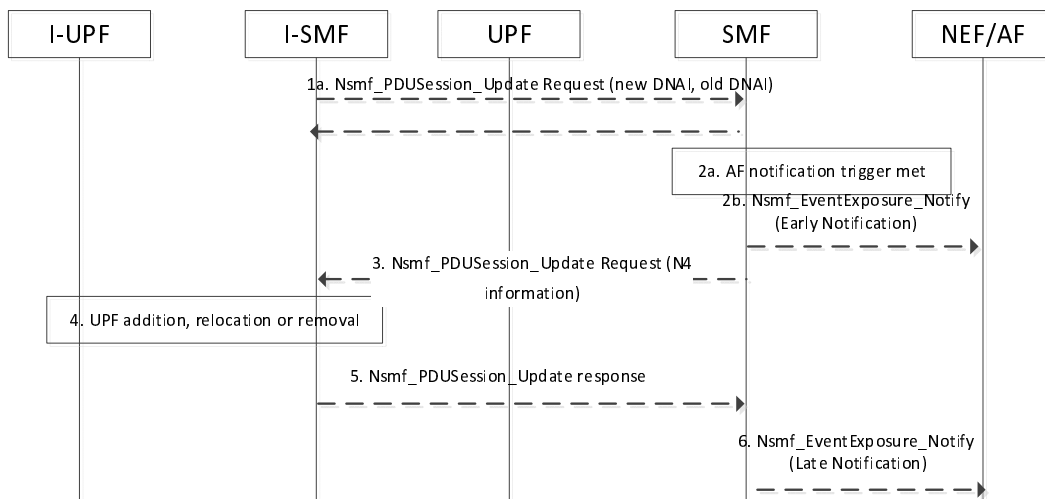 I-UPF
I-SMF
UPF
SMF
NEF/AF
1a. Nsmf_PDUSession_Update Request (new DNAI, old DNAI)
2a. AF notification trigger met
2b. Nsmf_EventExposure_Notify
(Early Notification)
3. Nsmf_PDUSession_Update Request (N4
information)
4. UPF addition, relocation or removal
5. Nsmf_PDUSession_Update response
6. Nsmf_EventExposure_Notify
(Late Notification)